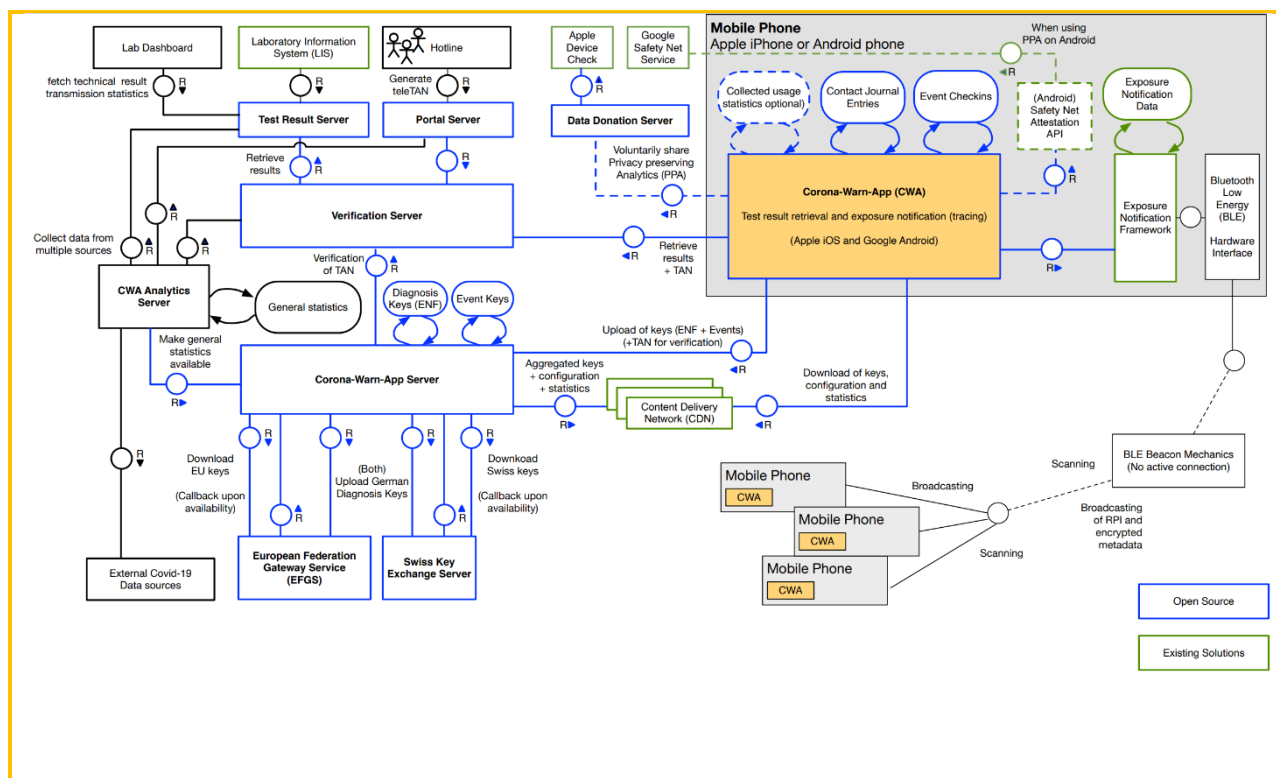 Lab Dashboard
Laboratory Information
System (LIS)
Hotline
Apple
Device
Check
Google
Safety Net
Service
Mobile Phone
Apple iPhone or Android phone
When using
PPA on Android
R
fetch technical result
transmission statistics
R
R
Generate
teleTAN
R
R
Collected usage
statistics optional)
Contact Journal
Entries
Event Checkins
(Android)
Safety Net
Attestation
API
Exposure
Notification
Data
Test Result Server
Portal Server
Data Donation Server
Retrieve
results
R
R
Voluntarily share
Privacy preserving
Analytics (PPA)
R
R
Corona-Warn-App (CWA)
Test result retrieval and exposure notification (tracing)
(Apple iOS and Google Android)
Exposure
Notification
Framework
Bluetooth
Low
Energy
(BLE)
Hardware
Interface
Verification Server
R
Collect data from
multiple sources
R
R
R
Retrieve
results
+ TAN
R
Verification
of TAN
R
CWA Analytics
Server
General statistics
Diagnosis
Keys (ENF)
Event Keys
Make general
statistics
available
R
Upload of keys (ENF + Events)
(+TAN for verification)
R
Corona-Warn-App Server
Aggregated keys
+ configuration
+ statistics
R
Content Delivery
Network (CDN)
Download of keys,
configuration and
statistics
R
R
R
R
R
R
Download
EU keys
(Callback upon
availability)
R
(Both)
Upload German
Diagnosis Keys
Downkoad
Swiss keys
(Callback upon
availability)
R
European Federation
Gateway Service
(EFGS)
Swiss Key
Exchange Server
External Covid-19
Data sources
Mobile Phone
CWA
Mobile Phone
CWA
Mobile Phone
CWA
Broadcasting
Scanning
Scanning
BLE Beacon Mechanics
(No active connection)
Broadcasting
of RPI and
encrypted
metadata
Open Source
Existing Solutions